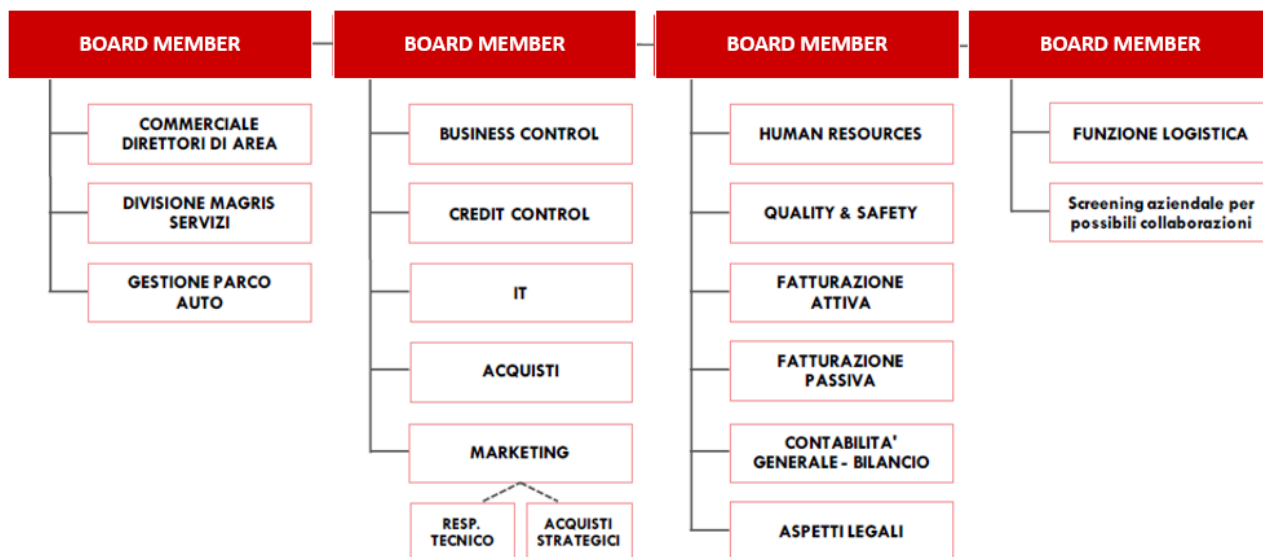 BOARD MEMBER
COMMERCIALE
DIRETTORI DI AREA
DIVISIONE MAGRIS
SERVIZI
GESTIONE PARCO
AUTO
BOARD MEMBER
BUSINESS CONTROL
CREDIT CONTROL
IT
ACQUISTI
MARKETING
RESP.
TECNICO
ACQUISTI
STRATEGICI
BOARD MEMBER
HUMAN RESOURCES
QUALITY & SAFETY
FATTURAZIONE
ATTIVA
FATTURAZIONE
PASSIVA
CONTABILITA'
GENERALE - BILANCIO
ASPETTI LEGALI
BOARD MEMBER
FUNZIONE LOGISTICA
Screening aziendale per
possibili collaborazioni